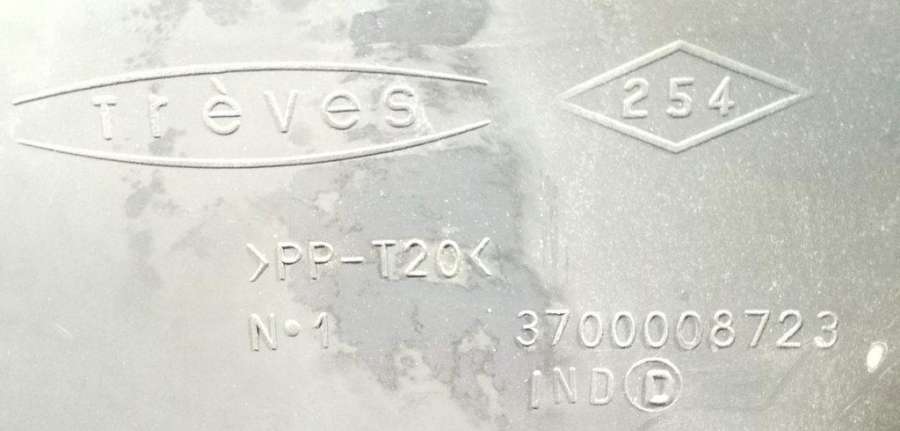 Trèves
254
>PP-T20<
N•1 3700008723
IND D